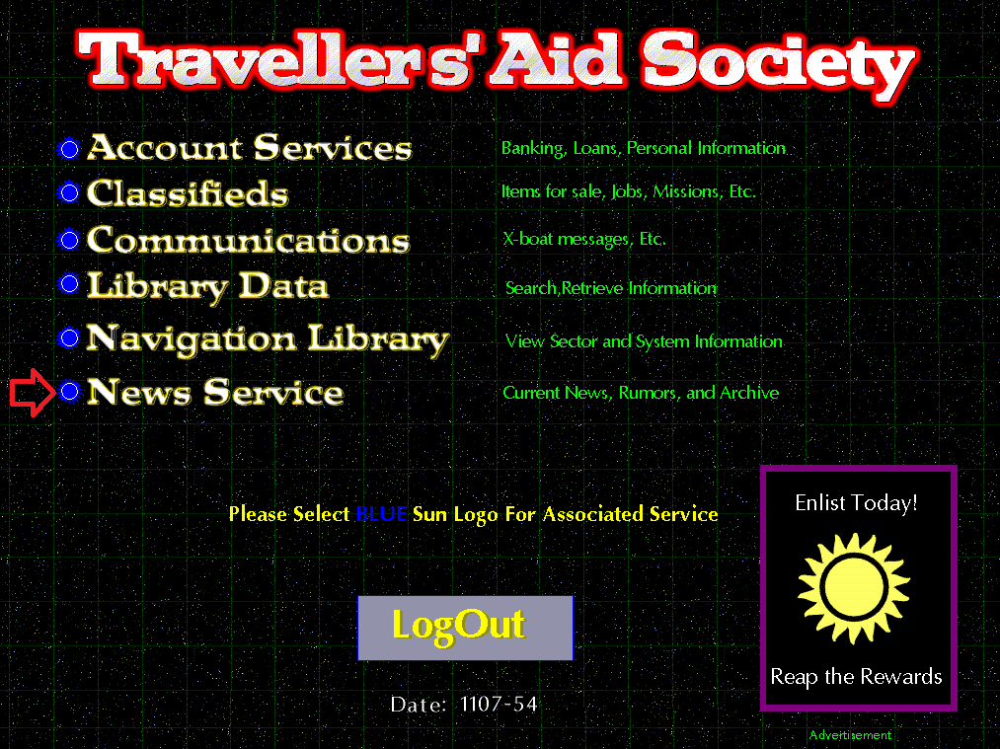 Travellers' Aid Society
Account Services Banking, Loans, Personal Information
Classifieds Items for sale, Jobs, Missions, Etc.
Communications X-boat messages, Etc.
Library Data Search,Retrieve Information
Navigation Library View Sector and System Information
News Service Current News, Rumors, and Archive
Please Select BLUE Sun Logo For Associated Service
LogOut
Date: 1107-54
Enlist Today!
Reap the Rewards
Advertisement